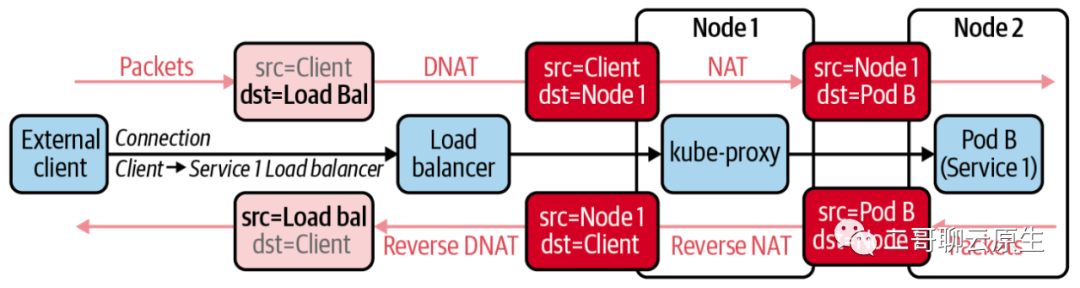 Node 1
Node 2
Packets
src=Client
dst=Load Bal
DNAT
src=Client
dst=Node 1
NAT
src=Node 1
dst=Pod B
External
client
Connection
Client → Service 1 Load balancer
Load
balancer
kube-proxy
Pod B
(Service 1)
src=Load bal
dst=Client
Reverse DNAT
src=Node 1
dst=Client
Reverse NAT
src=Pod B
dst=Node
二哥聊云原生